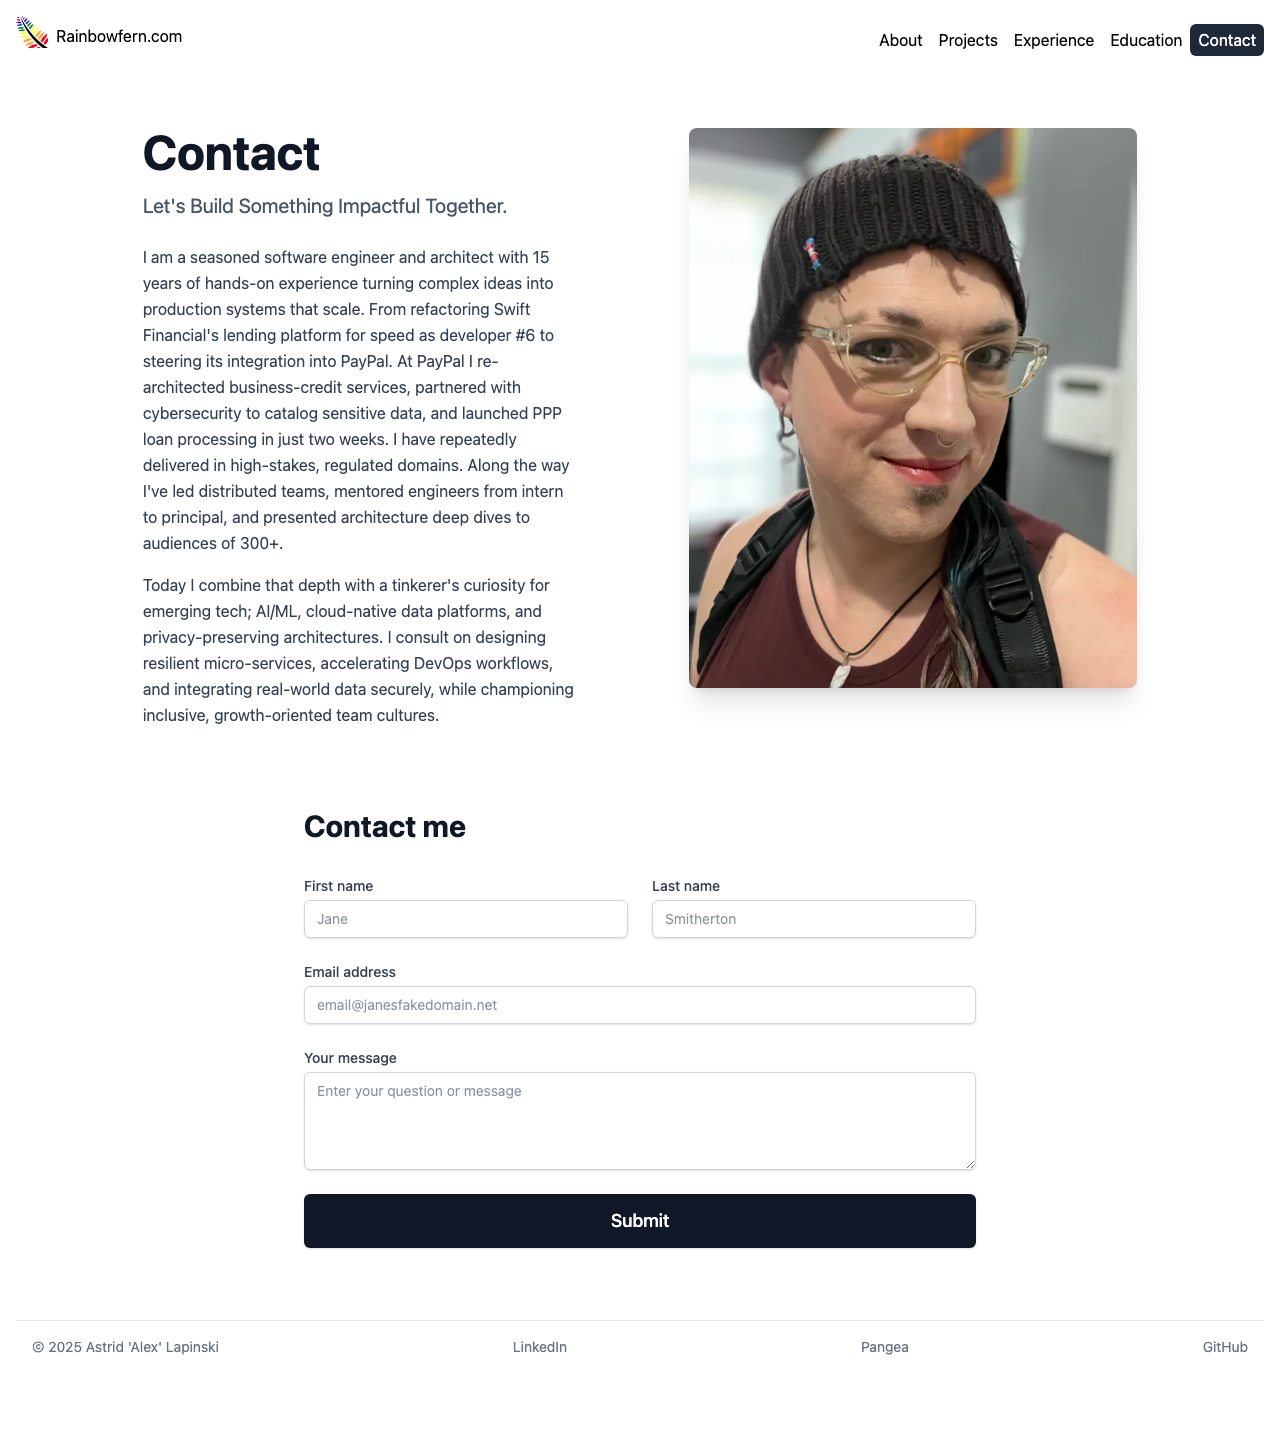 Rainbowfern.com
About Projects Experience Education Contact
Contact
Let's Build Something Impactful Together.
I am a seasoned software engineer and architect with 15
years of hands-on experience turning complex ideas into
production systems that scale. From refactoring Swift
Financial's lending platform for speed as developer #6 to
steering its integration into PayPal. At PayPal I re-
architected business-credit services, partnered with
cybersecurity to catalog sensitive data, and launched PPP
loan processing in just two weeks. I have repeatedly
delivered in high-stakes, regulated domains. Along the way
I've led distributed teams, mentored engineers from intern
to principal, and presented architecture deep dives to
audiences of 300+.
Today I combine that depth with a tinkerer's curiosity for
emerging tech; AI/ML, cloud-native data platforms, and
privacy-preserving architectures. I consult on designing
resilient micro-services, accelerating DevOps workflows,
and integrating real-world data securely, while championing
inclusive, growth-oriented team cultures.
Contact me
First name
Jane
Last name
Smitherton
Email address
email@janesfakedomain.net
Your message
Enter your question or message
Submit
© 2025 Astrid 'Alex' Lapinski
LinkedIn
Pangea
GitHub